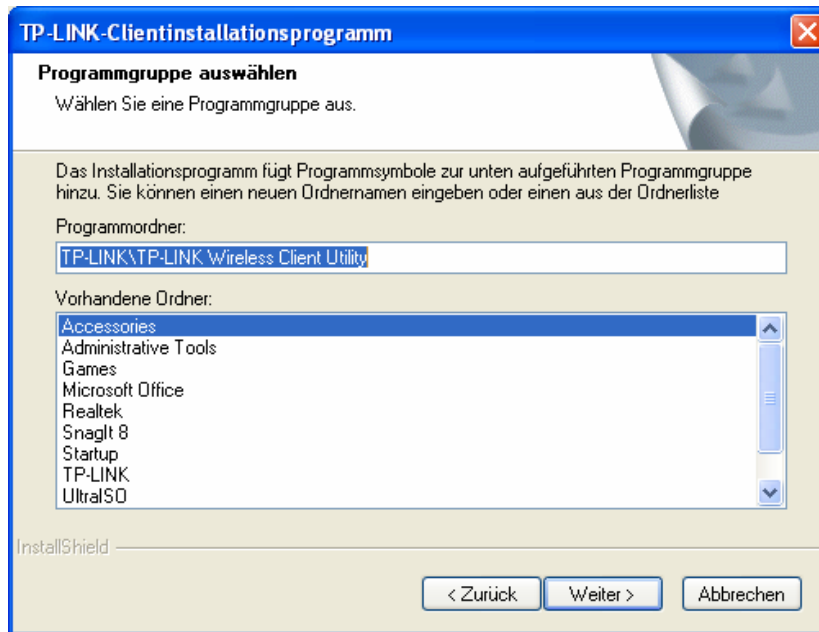 TP-LINK-Clientinstallationsprogramm
Programmgruppe auswählen
Wählen Sie eine Programmgruppe aus.
Das Installationsprogramm fügt Programmsymbole zur unten aufgeführten Programmgruppe
hinzu. Sie können einen neuen Ordnernamen eingeben oder einen aus der Ordnerliste
Programmordner:
TP-LINK\TP-LINK Wireless Client Utility
Vorhandene Ordner:
Accessories
Administrative Tools
Games
Microsoft Office
Realtek
SnagIt 8
Startup
TP-LINK
UltraISO
InstallShield
< Zurück
Weiter >
Abbrechen